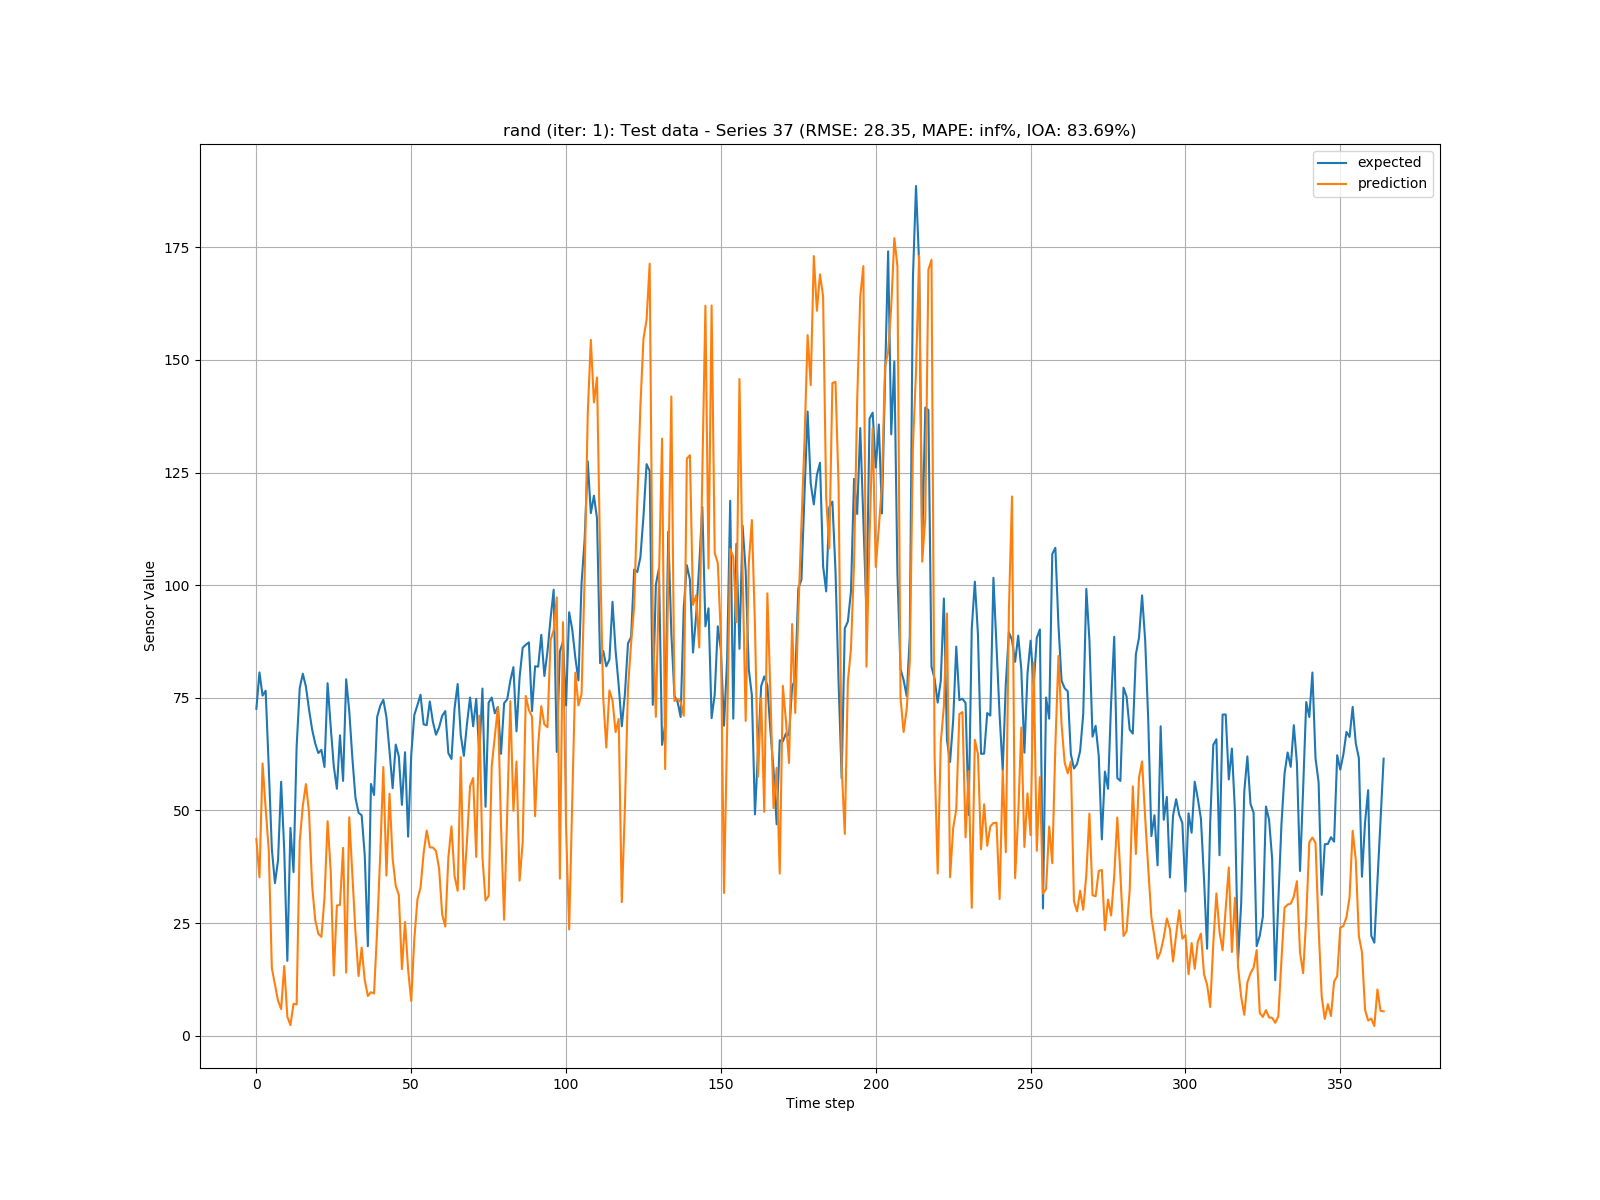 rand (iter: 1): Test data - Series 37 (RMSE: 28.35, MAPE: inf%, IOA: 83.69%)
expected
prediction
175
150
125
100
75
50
25
0
Sensor Value
0 50 100 150 200 250 300 350
Time step